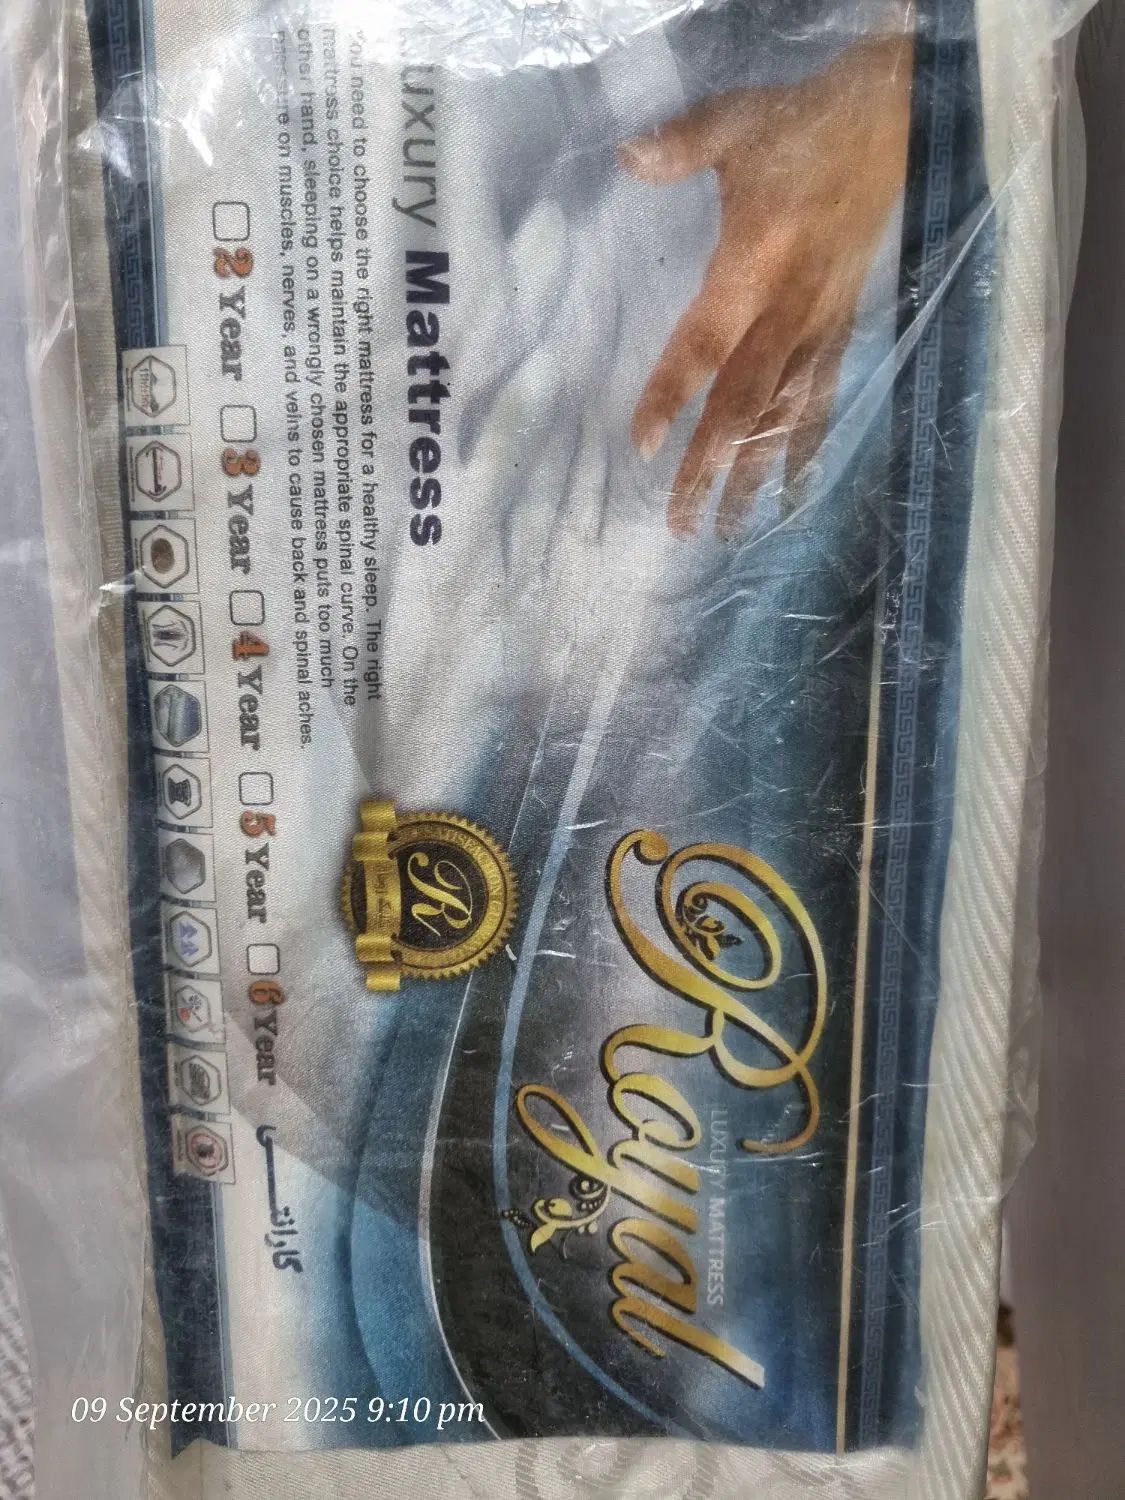 Royal
LUXURY MATTRESS
R
Luxury Mattress
You need to choose the right mattress for a healthy sleep. The right
mattrsss choice helps maintain the appropriate spinal curve. On the
other hand, sleeping on a wrongly chosen mattress puts too much
pressure on muscles, nerves, and veins to cause back and spinal aches.
2 Year 3 Year 4 Year 5 Year 6 Year گارانتی
09 September 2025 9:10 pm